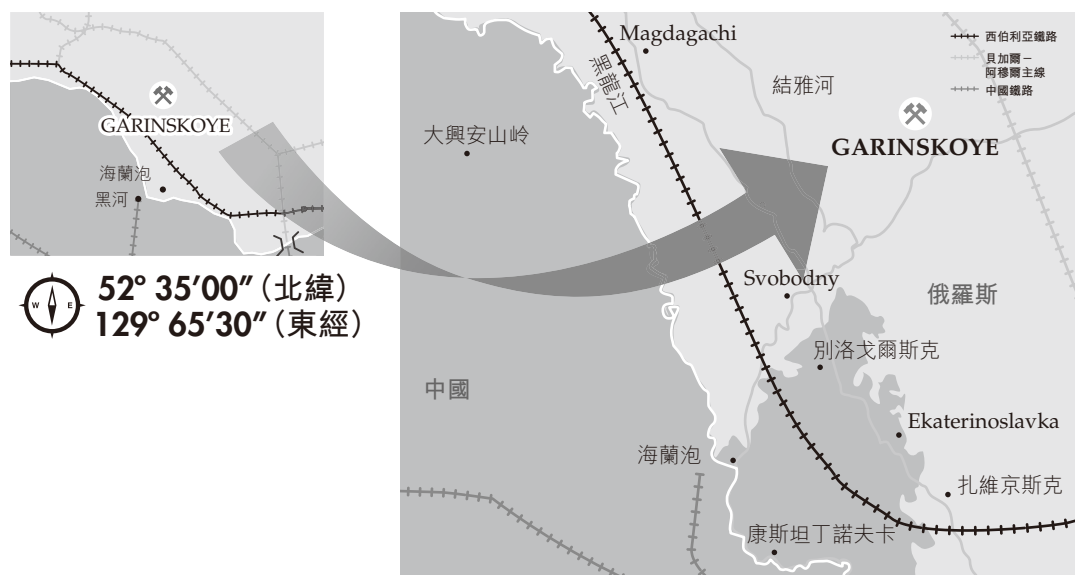 GARINSKOYE
海蘭泡
黑河
52° 35’00” (北緯)
129° 65’30” (東經)
W
E
Magdagachi
黑龍江
結雅河
西伯利亞鐵路
貝加爾－
阿穆爾主線
中國鐵路
大興安山岭
GARINSKOYE
Svobodny
俄羅斯
別洛戈爾斯克
中國
Ekaterinoslavka
海蘭泡
扎維京斯克
康斯坦丁諾夫卡